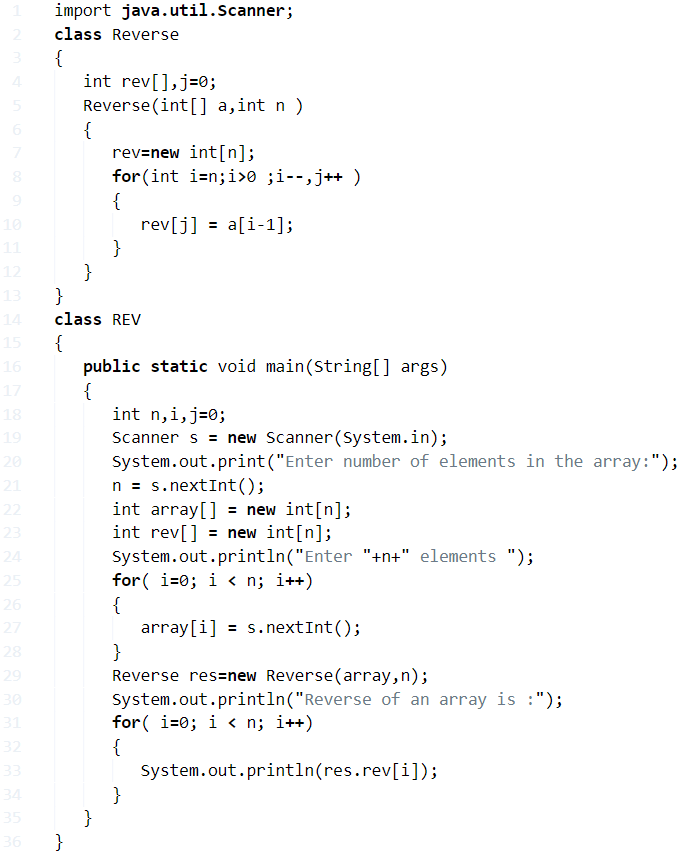 1 import java.util.Scanner;
2 class Reverse
3 {
4 int rev[],j=0;
5 Reverse(int[] a,int n )
6 {
7 rev=new int[n];
8 for(int i=n;i>0 ;i--,j++ )
9 {
10 rev[j] = a[i-1];
11 }
12 }
13 }
14 class REV
15 {
16 public static void main(String[] args)
17 {
18 int n,i,j=0;
19 Scanner s = new Scanner(System.in);
20 System.out.print("Enter number of elements in the array:");
21 n = s.nextInt();
22 int array[] = new int[n];
23 int rev[] = new int[n];
24 System.out.println("Enter "+n+" elements ");
25 for( i=0; i < n; i++)
26 {
27 array[i] = s.nextInt();
28 }
29 Reverse res=new Reverse(array,n);
30 System.out.println("Reverse of an array is :");
31 for( i=0; i < n; i++)
32 {
33 System.out.println(res.rev[i]);
34 }
35 }
36 }